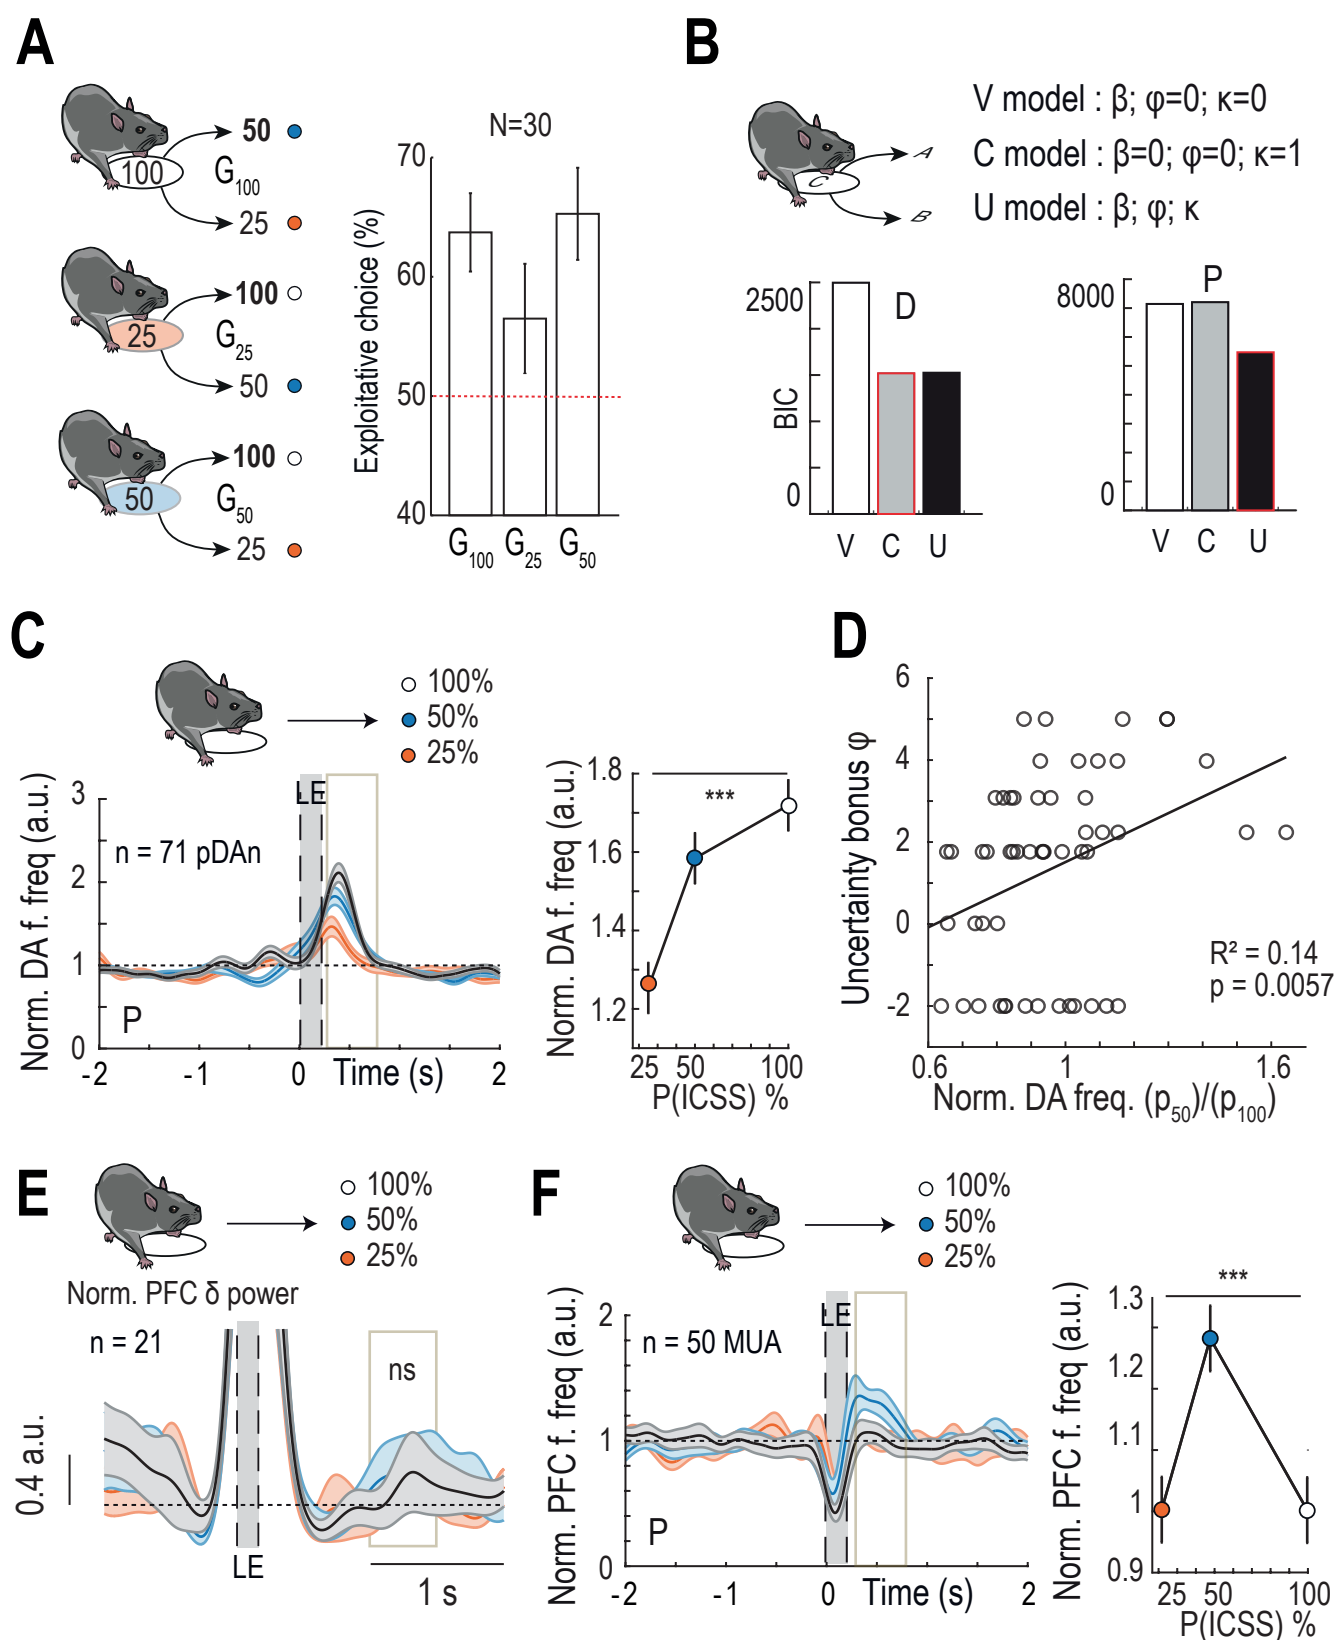 A
100
50
G100
25
25
100
G25
50
50
100
G50
25
N=30
Exploitative choice (%)
70
60
50
40
G100 G25 G50
B
C
A
B
V model : β; φ=0; κ=0
C model : β=0; φ=0; κ=1
U model : β; φ; κ
BIC
2500
0
D
V C U
8000
0
P
V C U
C
100%
50%
25%
Norm. DA f. freq (a.u.)
3
2
1
0
LE
n = 71 pDAn
P
-2 -1 0 Time (s) 2
Norm. DA f. freq (a.u.)
1.8
1.6
1.4
1.2
***
25 50 100
P(ICSS) %
D
Uncertainty bonus φ
6
4
2
0
-2
R² = 0.14
p = 0.0057
0.6 1 1.6
Norm. DA freq. (p50)/(p100)
E
100%
50%
25%
Norm. PFC δ power
n = 21
ns
0.4 a.u.
LE
1 s
F
100%
50%
25%
Norm. PFC f. freq (a.u.)
2
1
0
LE
n = 50 MUA
P
-2 -1 0 Time (s) 2
Norm. PFC f. freq (a.u.)
1.3
1.2
1.1
1
0.9
***
25 50 100
P(ICSS) %